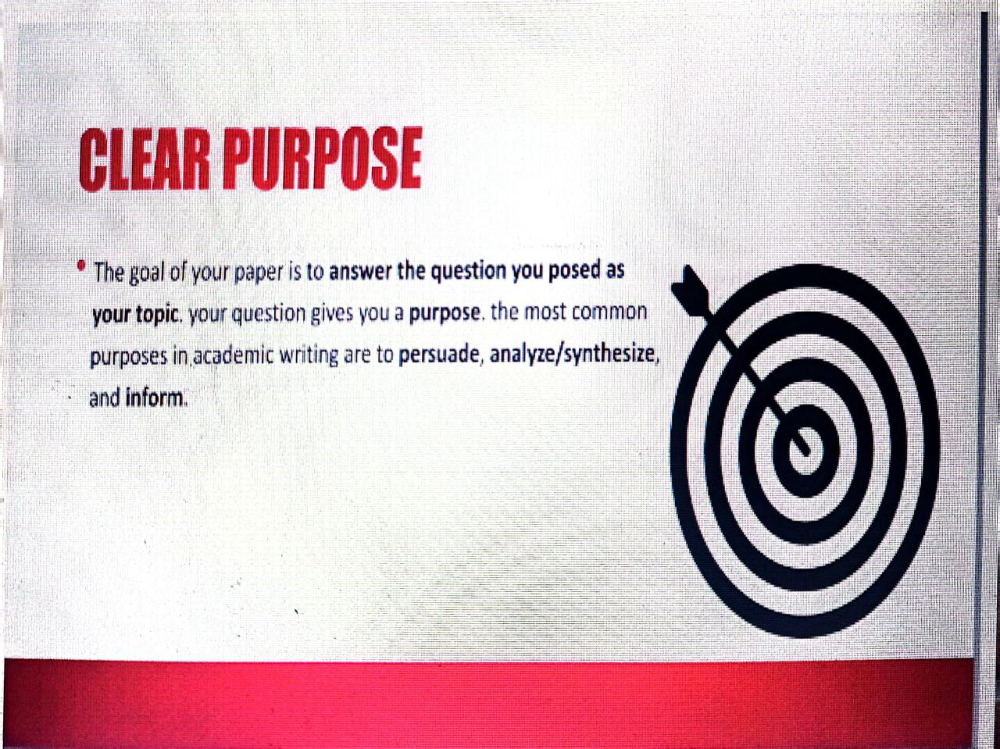 CLEAR PURPOSE
• The goal of your paper is to answer the question you posed as
your topic. your question gives you a purpose. the most common
purposes in academic writing are to persuade, analyze/synthesize,
and inform.